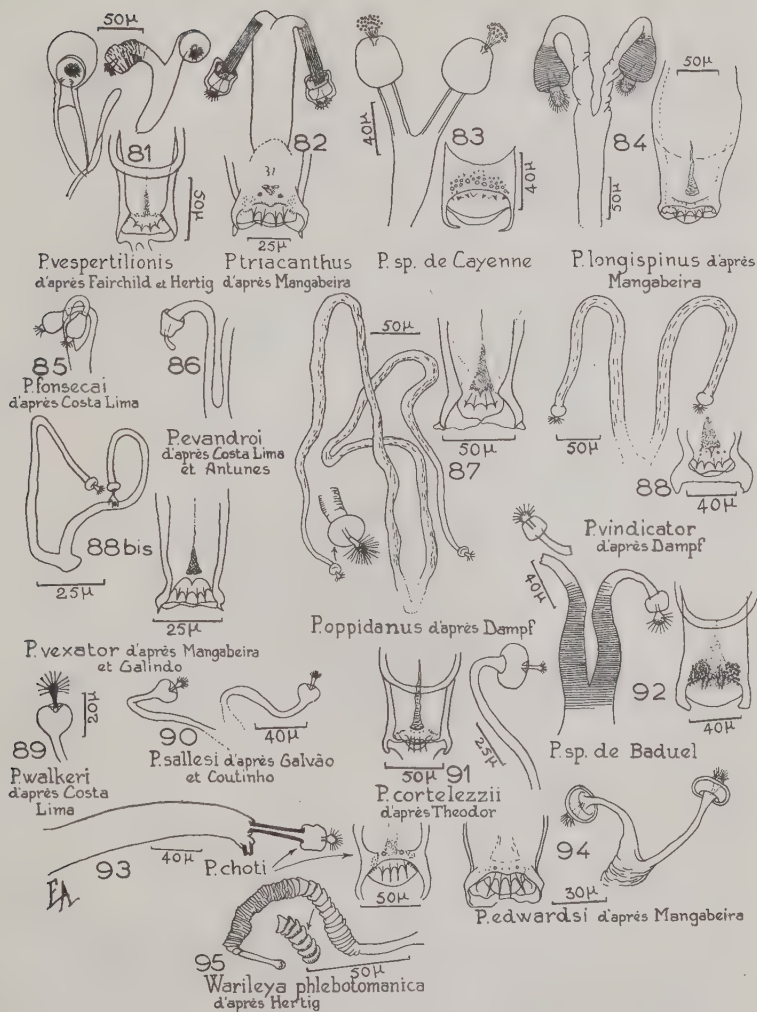 50µ
81
50µ
P.vespertilionis
d'après Fairchild et Hertig
82
25µ
P.triacanthus
d'après Mangabeira
40µ
83
40µ
P. sp. de Cayenne
84
50µ
50µ
P. longispinus d'après
Mangabeira
85
P.fonsecai
d'après Costa Lima
86
P.evandroi
d'après Costa Lima
et Antunes
50µ
50µ
87
P.oppidanus d'après Dampf
50µ
88
40µ
P.vindicator
d'après Dampf
88bis
25µ
25µ
P.vexator d'après Mangabeira
et Galindo
89
20µ
P.walkeri
d'après Costa
Lima
90
40µ
P.sallesi d'après Galvão
et Coutinho
50µ
91
25µ
P.cortelezzii
d'après Theodor
40µ
92
40µ
P.sp. de Baduel
93
40µ
P.choti
50µ
EA
94
30µ
P.edwardsi d'après Mangabeira
95
50µ
Warileya phlebotomanica
d'après Hertig